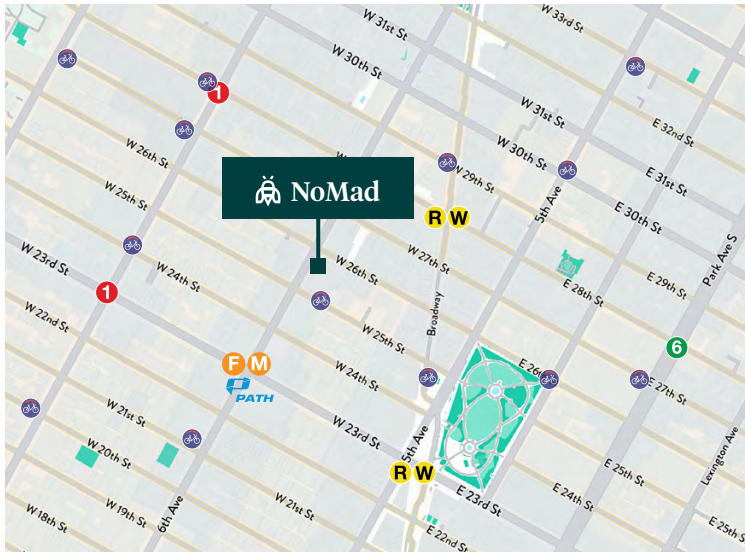 W 31st St
W 33rd St
W 30th St
1
W 31st St
E 32nd St
W 26th St
W 30th St
W 29th St
E 31st St
W 25th St
NoMad
5th Ave
E 30th St
R W
Park Ave S
W 23rd St
W 24th St
W 26th St
W 27th St
E 29th St
E 28th St
1
Broadway
W 22nd St
W 25th St
6
F M
PATH
W 24th St
E 26th
E 27th St
W 21st St
W 20th St
W 23rd St
5th Ave
Lexington Ave
R W
E 25th St
6th Ave
W 19th St
W 18th St
W 21st St
E 23rd St
E 24th St
E 22nd St
E 25th St